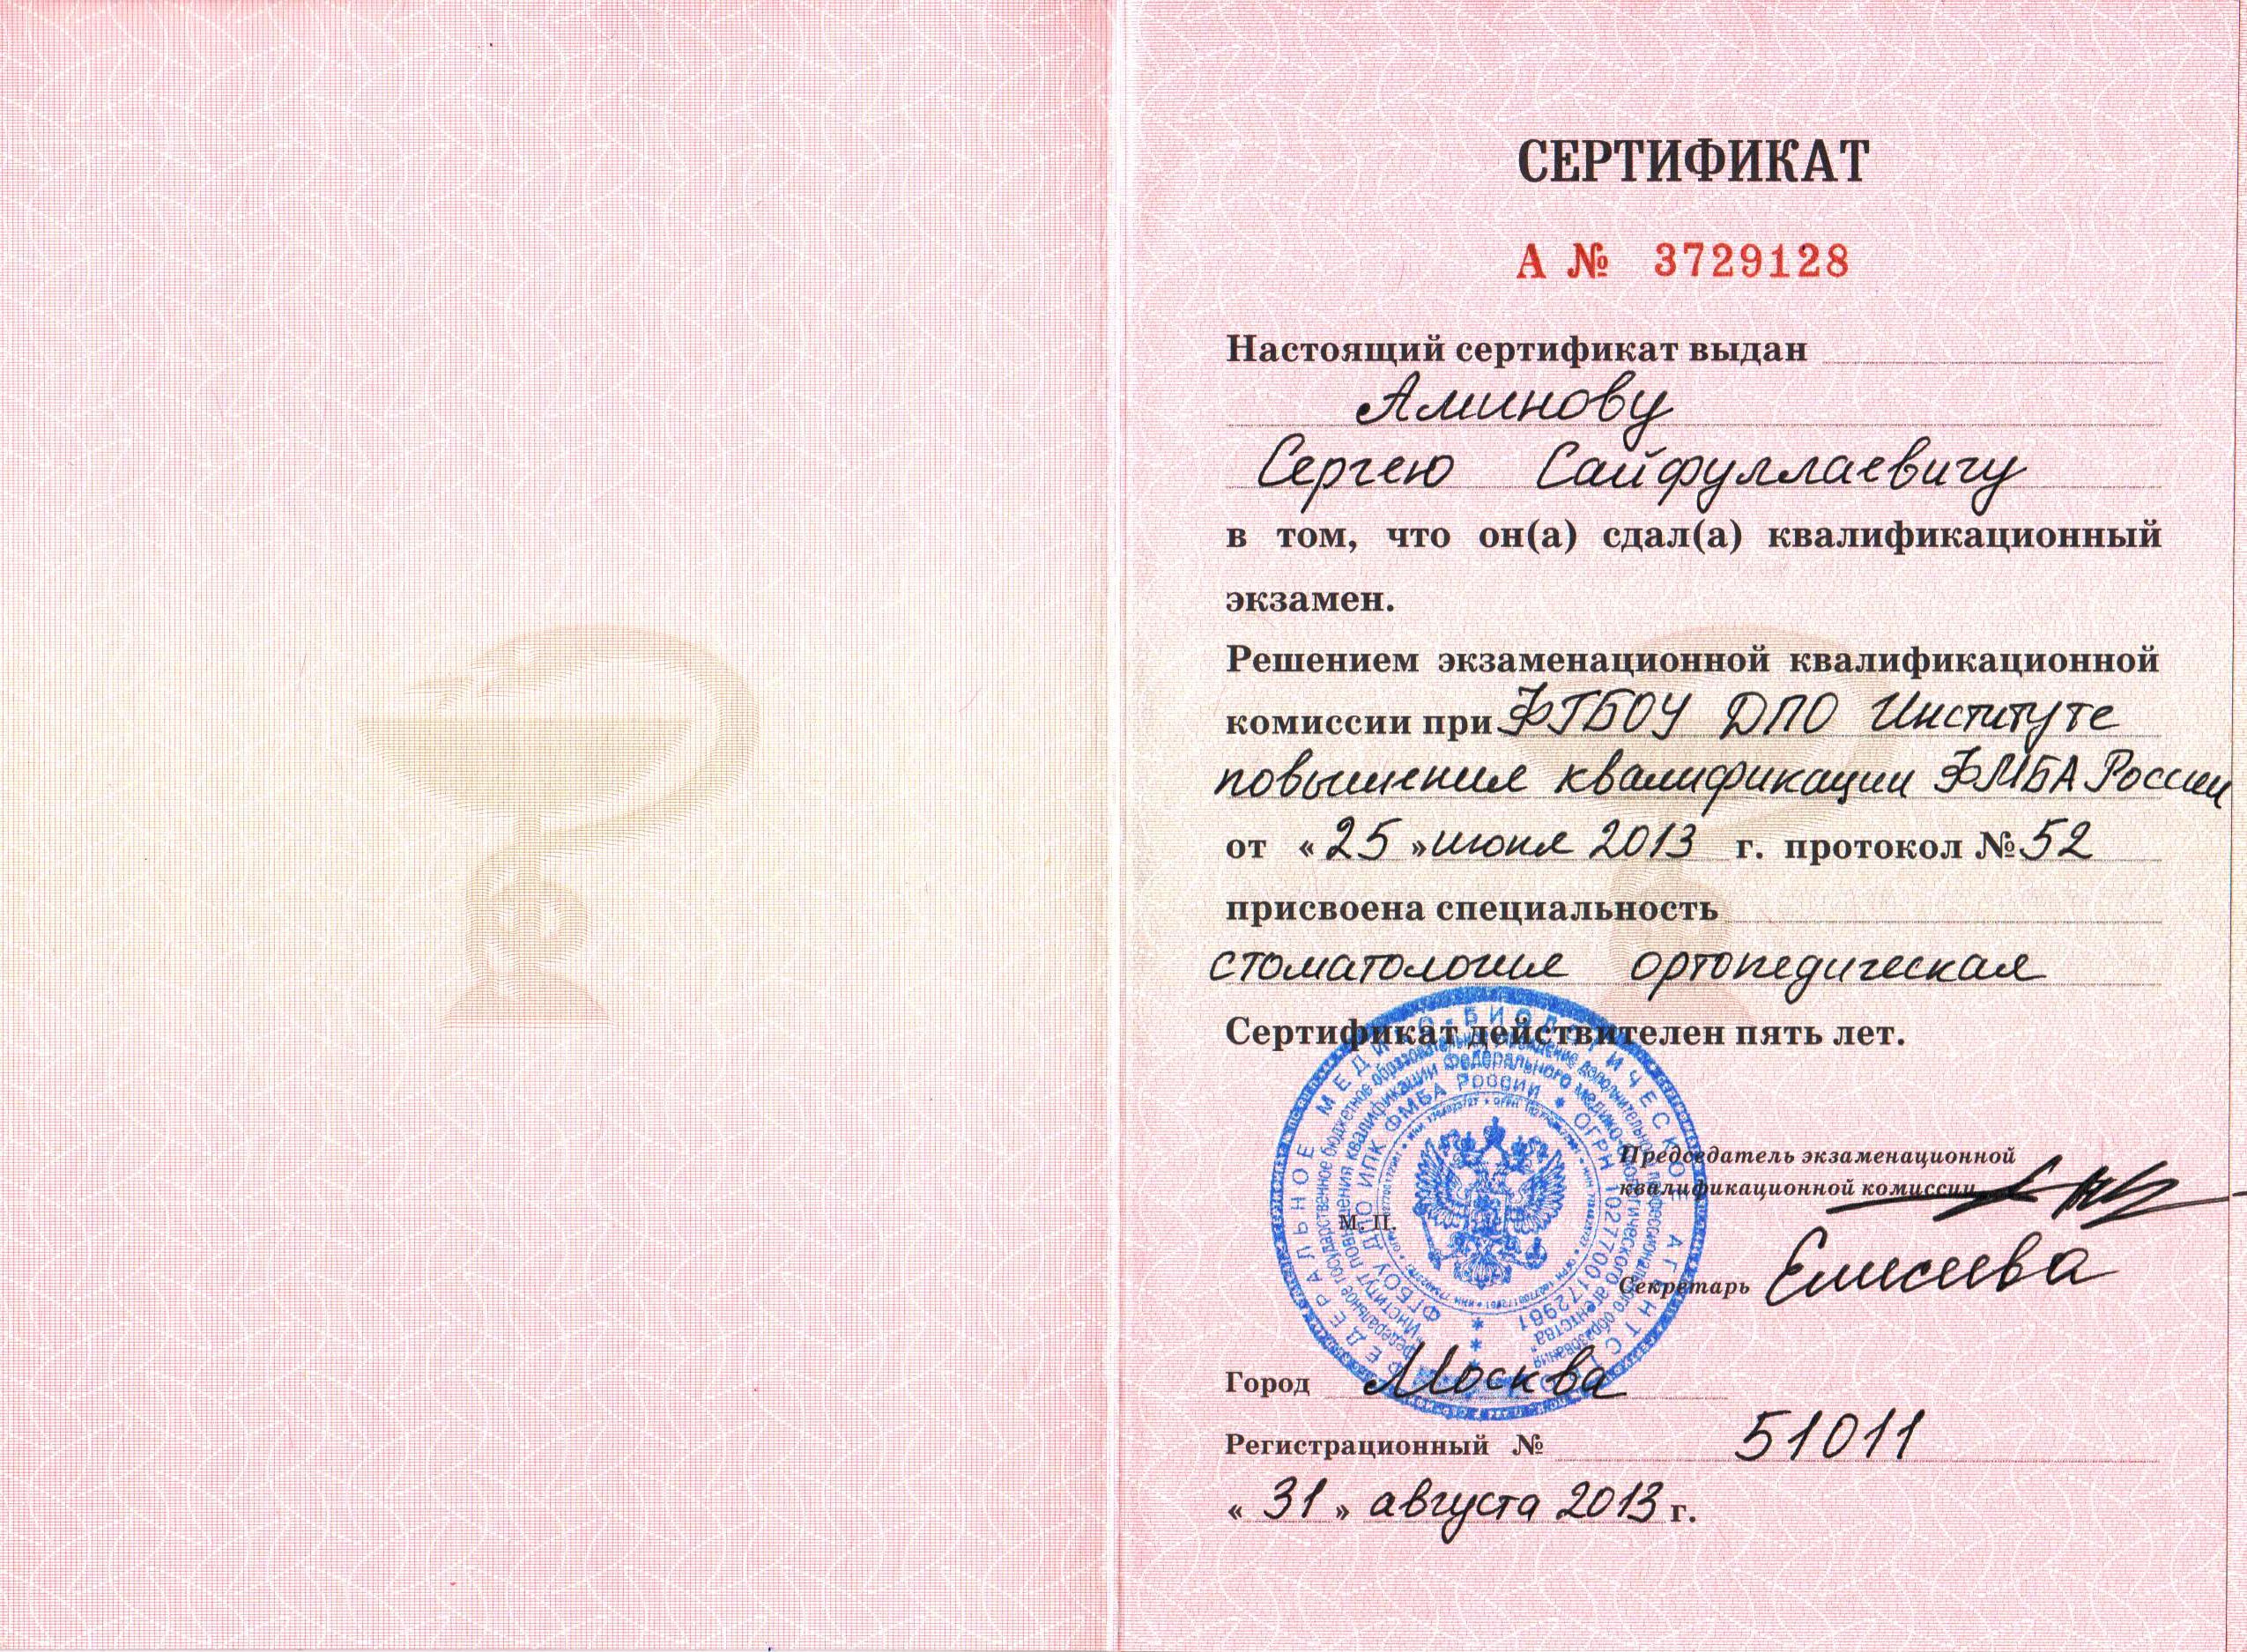 СЕРТИФИКАТ
А № 3729128
Настоящий сертификат выдан
Аминову
Сергею Сайфуллаевичу
в том, что он(а) сдал(а) квалификационный
экзамен.
Решением экзаменационной квалификационной
комиссии при ФГБОУ ДПО Институте
повышения квалификации ФМБА России
от « 25 » июня 2013 г. протокол № 52
присвоена специальность
стоматология ортопедическая
Сертификат действителен пять лет.
ФЕДЕРАЛЬНОЕ МЕДИКО-БИОЛОГИЧЕСКОЕ АГЕНТСТВО
Федеральное государственное бюджетное образовательное учреждение дополнительного профессионального образования
"Институт повышения квалификации Федерального медико-биологического агентства"
ФГБОУ ДПО ИПК ФМБА России * ОГРН 1027700172961
Председатель экзаменационной
квалификационной комиссии
М. П.
Секретарь Елисеева
Город Москва
Регистрационный № 51011
« 31 » августа 2013 г.